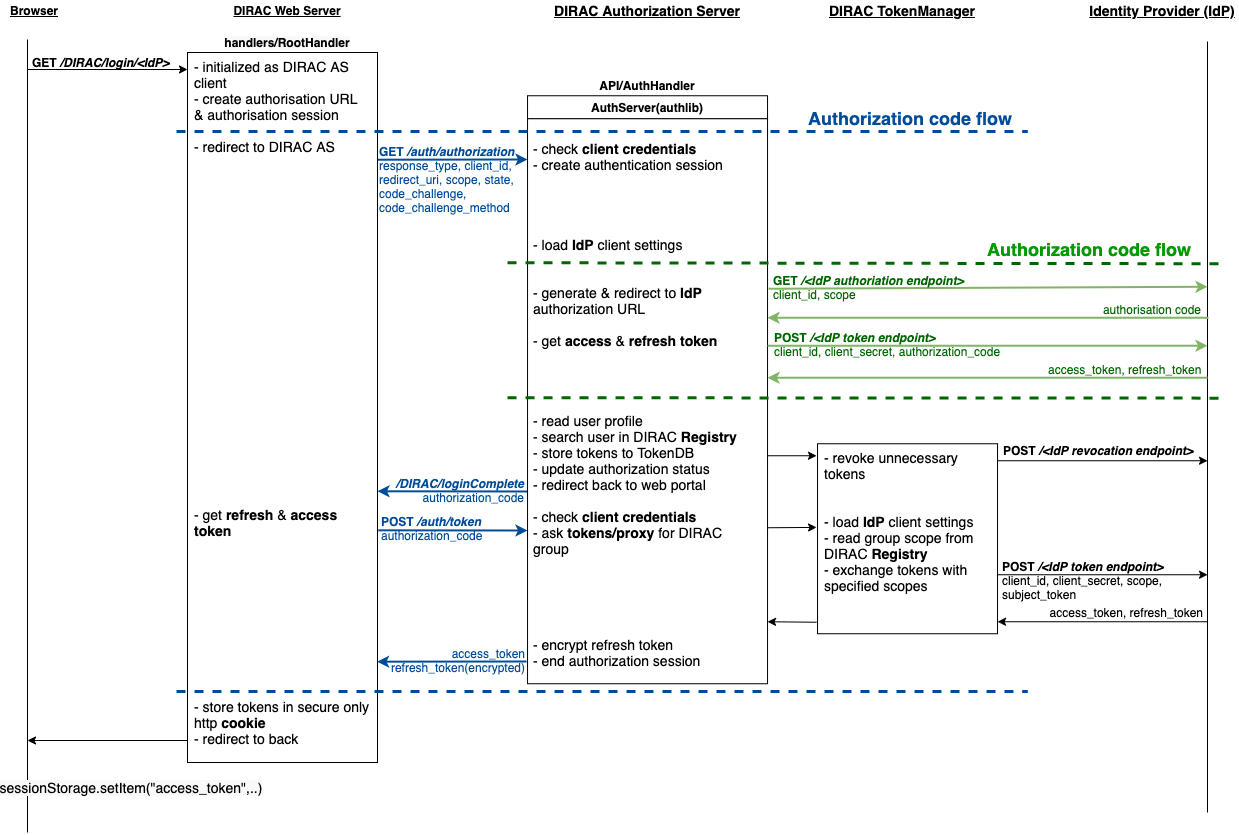 Browser
DIRAC Web Server
DIRAC Authorization Server
DIRAC TokenManager
Identity Provider (IdP)
handlers/RootHandler
GET /DIRAC/login/<IdP>
- initialized as DIRAC AS
client
- create authorisation URL
& authorisation session
API/AuthHandler
AuthServer(authlib)
Authorization code flow
- redirect to DIRAC AS
GET /auth/authorization
response_type, client_id,
redirect_uri, scope, state,
code_challenge,
code_challenge_method
- check client credentials
- create authentication session
- load IdP client settings
Authorization code flow
- generate & redirect to IdP
authorization URL
GET /<IdP authoriation endpoint>
client_id, scope
authorisation code
- get access & refresh token
POST /<IdP token endpoint>
client_id, client_secret, authorization_code
access_token, refresh_token
- read user profile
- search user in DIRAC Registry
- store tokens to TokenDB
- update authorization status
- redirect back to web portal
- revoke unnecessary
tokens
POST /<IdP revocation endpoint>
/DIRAC/loginComplete
authorization_code
- get refresh & access
token
POST /auth/token
authorization_code
- check client credentials
- ask tokens/proxy for DIRAC
group
- load IdP client settings
- read group scope from
DIRAC Registry
- exchange tokens with
specified scopes
POST /<IdP token endpoint>
client_id, client_secret, scope,
subject_token
access_token, refresh_token
- encrypt refresh token
- end authorization session
access_token
refresh_token(encrypted)
- store tokens in secure only
http cookie
- redirect to back
sessionStorage.setItem("access_token",..)